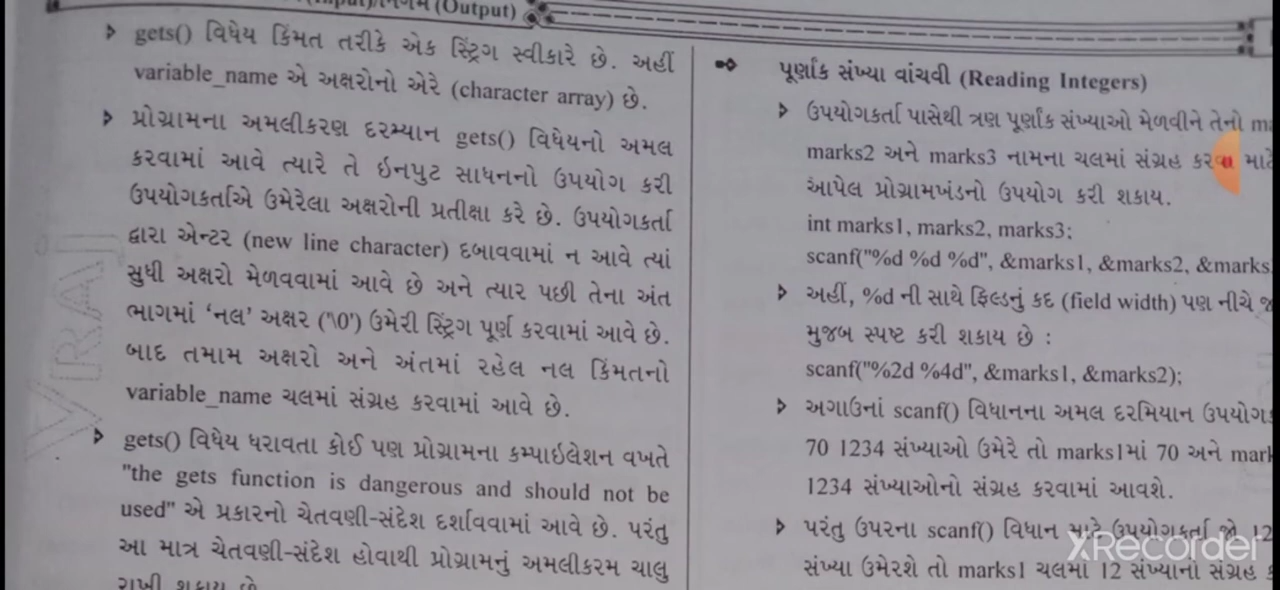 (Output)
gets() વિધેય કિંમત તરીકે એક સ્ટ્રિંગ સ્વીકારે છે. અહીં
variable_name એ અક્ષરોનો એરે (character array) છે.
પ્રોગ્રામના અમલીકરણ દરમ્યાન gets() વિધેયનો અમલ
કરવામાં આવે ત્યારે તે ઇનપુટ સાધનનો ઉપયોગ કરી
ઉપયોગકર્તાએ ઉમેરેલા અક્ષરોની પ્રતીક્ષા કરે છે. ઉપયોગકર્તા
દ્વારા એન્ટર (new line character) દબાવવામાં ન આવે ત્યાં
સુધી અક્ષરો મેળવવામાં આવે છે અને ત્યાર પછી તેના અંત
ભાગમાં ‘નલ’ અક્ષર ('\0') ઉમેરી સ્ટ્રિંગ પૂર્ણ કરવામાં આવે છે.
બાદ તમામ અક્ષરો અને અંતમાં રહેલ નલ કિંમતનો
variable_name ચલમાં સંગ્રહ કરવામાં આવે છે.
gets() વિધેય ધરાવતા કોઈ પણ પ્રોગ્રામના કમ્પાઇલેશન વખતે
"the gets function is dangerous and should not be
used" એ પ્રકારનો ચેતવણી-સંદેશ દર્શાવવામાં આવે છે. પરંતુ
આ માત્ર ચેતવણી-સંદેશ હોવાથી પ્રોગ્રામનું અમલીકરમ ચાલુ
રાખી શકાય છે
પૂર્ણાંક સંખ્યા વાંચવી (Reading Integers)
ઉપયોગકર્તા પાસેથી ત્રણ પૂર્ણાંક સંખ્યાઓ મેળવીને તેનો
marks2 અને marks3 નામના ચલમાં સંગ્રહ કરવા માટે
આપેલ પ્રોગ્રામખંડનો ઉપયોગ કરી શકાય.
int marks1, marks2, marks3;
scanf("%d %d %d", &marks1, &marks2, &marks
અહીં, %d ની સાથે ફિલ્ડનું કદ (field width) પણ નીચે
મુજબ સ્પષ્ટ કરી શકાય છે :
scanf("%2d %4d", &marks1, &marks2);
અગાઉનાં scanf() વિધાનના અમલ દરમિયાન
70 1234 સંખ્યાઓ ઉમેરે તો marks1માં 70 અને
1234 સંખ્યાઓનો સંગ્રહ કરવામાં આવશે.
પરંતુ ઉપરના scanf() વિધાન માટે ઉપયોગકર્તા જો 12
સંખ્યા ઉમેરશે તો marks1 ચલમાં 12 સંખ્યાનો સંગ્રહ
VIRAJ
XRecorder